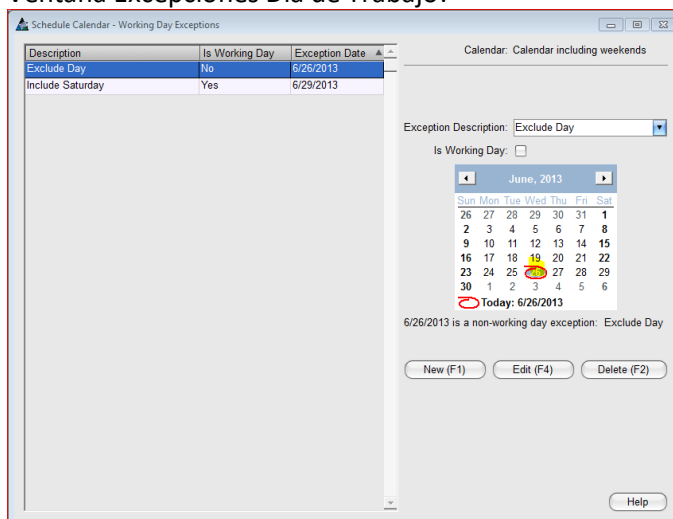 Ventana Excepciones Día de Trabajo:
Schedule Calendar - Working Day Exceptions
Description Is Working Day Exception Date
Exclude Day No 6/26/2013
Include Saturday Yes 6/29/2013
Calendar: Calendar including weekends
Exception Description: Exclude Day
Is Working Day:
June, 2013
Sun Mon Tue Wed Thu Fri Sat
26 27 28 29 30 31 1
2 3 4 5 6 7 8
9 10 11 12 13 14 15
16 17 18 19 20 21 22
23 24 25 26 27 28 29
30 1 2 3 4 5 6
Today: 6/26/2013
6/26/2013 is a non-working day exception: Exclude Day
New (F1) Edit (F4) Delete (F2)
Help